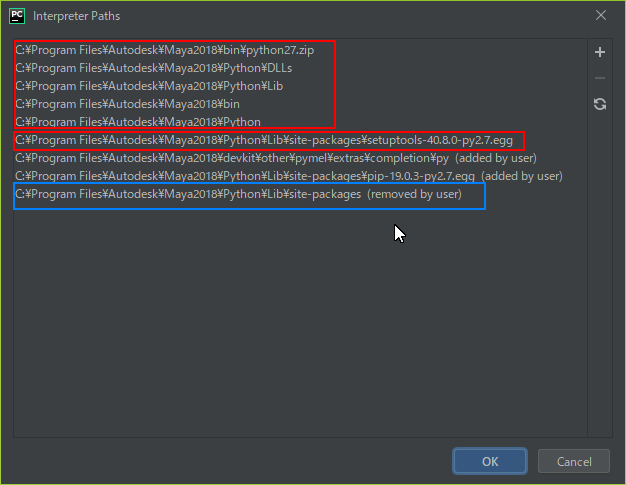 PC
Interpreter Paths
C:¥Program Files¥Autodesk¥Maya2018¥bin¥python27.zip
C:¥Program Files¥Autodesk¥Maya2018¥Python¥DLLs
C:¥Program Files¥Autodesk¥Maya2018¥Python¥Lib
C:¥Program Files¥Autodesk¥Maya2018¥bin
C:¥Program Files¥Autodesk¥Maya2018¥Python
C:¥Program Files¥Autodesk¥Maya2018¥Python¥Lib¥site-packages¥setuptools-40.8.0-py2.7.egg
C:¥Program Files¥Autodesk¥Maya2018¥devkit¥other¥pymel¥extras¥completion¥py (added by user)
C:¥Program Files¥Autodesk¥Maya2018¥Python¥Lib¥site-packages¥pip-19.0.3-py2.7.egg (added by user)
C:¥Program Files¥Autodesk¥Maya2018¥Python¥Lib¥site-packages (removed by user)
OK Cancel